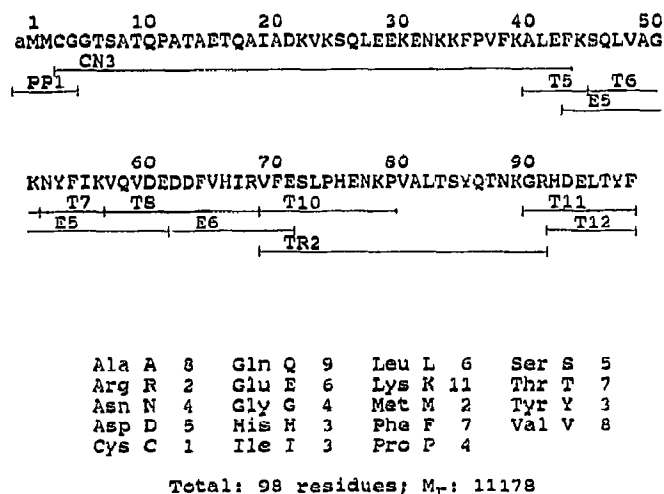 1 10 20 30 40 50
aMMCGGTSATQPATAETQAIADKVKSQLEEKENKKFPVFKALEFKSQLVAG
CN3
PP1 T5 T6
E5
60 70 80 90
KNYFIKVQVDEDDFVHIRVFESLPHENKPVALTSYQTNKGRHDELTYF
T7 T8 T10 T11
E5 E6 T12
TR2
Ala A 8 Gln Q 9 Leu L 6 Ser S 5
Arg R 2 Glu E 6 Lys K 11 Thr T 7
Asn N 4 Gly G 4 Met M 2 Tyr Y 3
Asp D 5 His H 3 Phe F 7 Val V 8
Cys C 1 Ile I 3 Pro P 4
Total: 98 residues; Mr: 11178